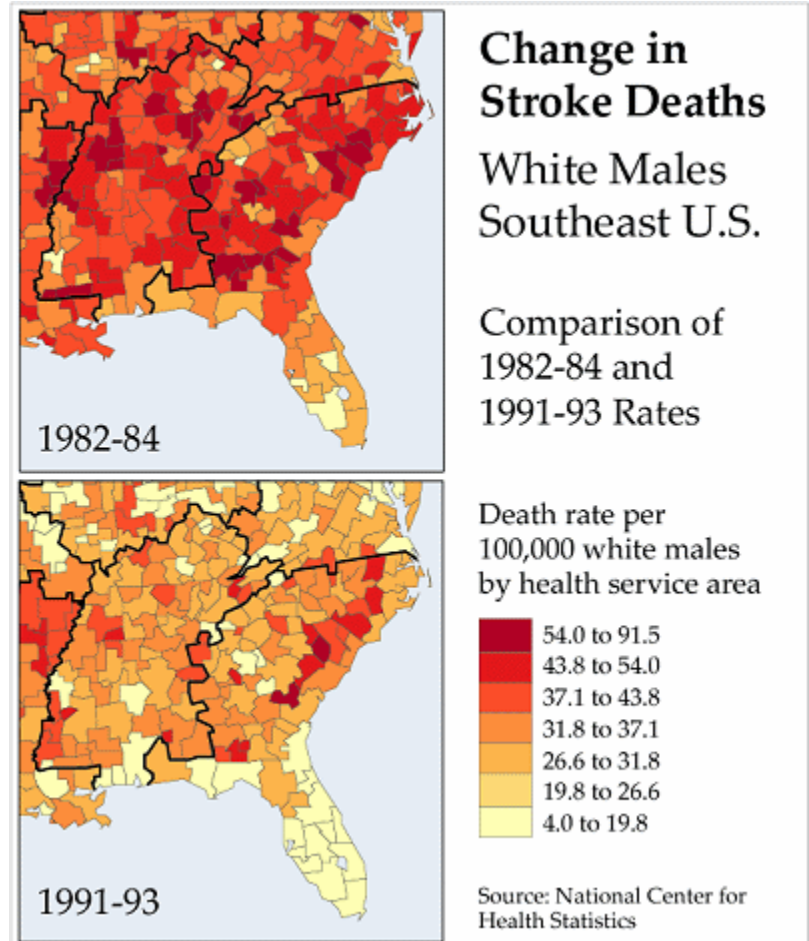 Change in
Stroke Deaths
White Males
Southeast U.S.
Comparison of
1982-84 and
1991-93 Rates
1982-84
Death rate per
100,000 white males
by health service area
54.0 to 91.5
43.8 to 54.0
37.1 to 43.8
31.8 to 37.1
26.6 to 31.8
19.8 to 26.6
4.0 to 19.8
1991-93
Source: National Center for
Health Statistics